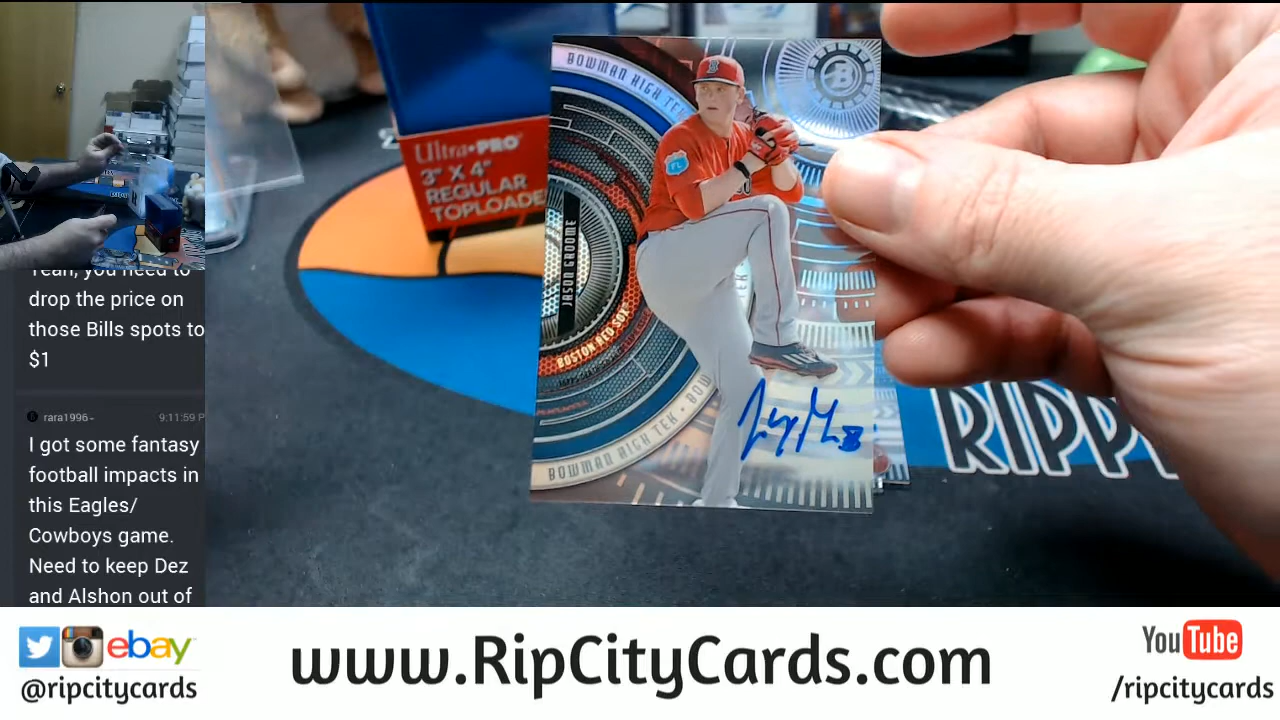 Yeah, you need to
drop the price on
those Bills spots to
$1
rara1996-
9:11:59 P
I got some fantasy
football impacts in
this Eagles/
Cowboys game.
Need to keep Dez
and Alshon out of
Ultra•PRO
3" X 4"
REGULAR
TOPLOADE
BOWMAN HIGH TEK
B
B
FL
JASON GROOME
BOSTON RED SOX
BOWMAN HIGH TEK • BOW
RIPP
ebay
@ripcitycards
www.RipCityCards.com
YouTube
/ripcitycards